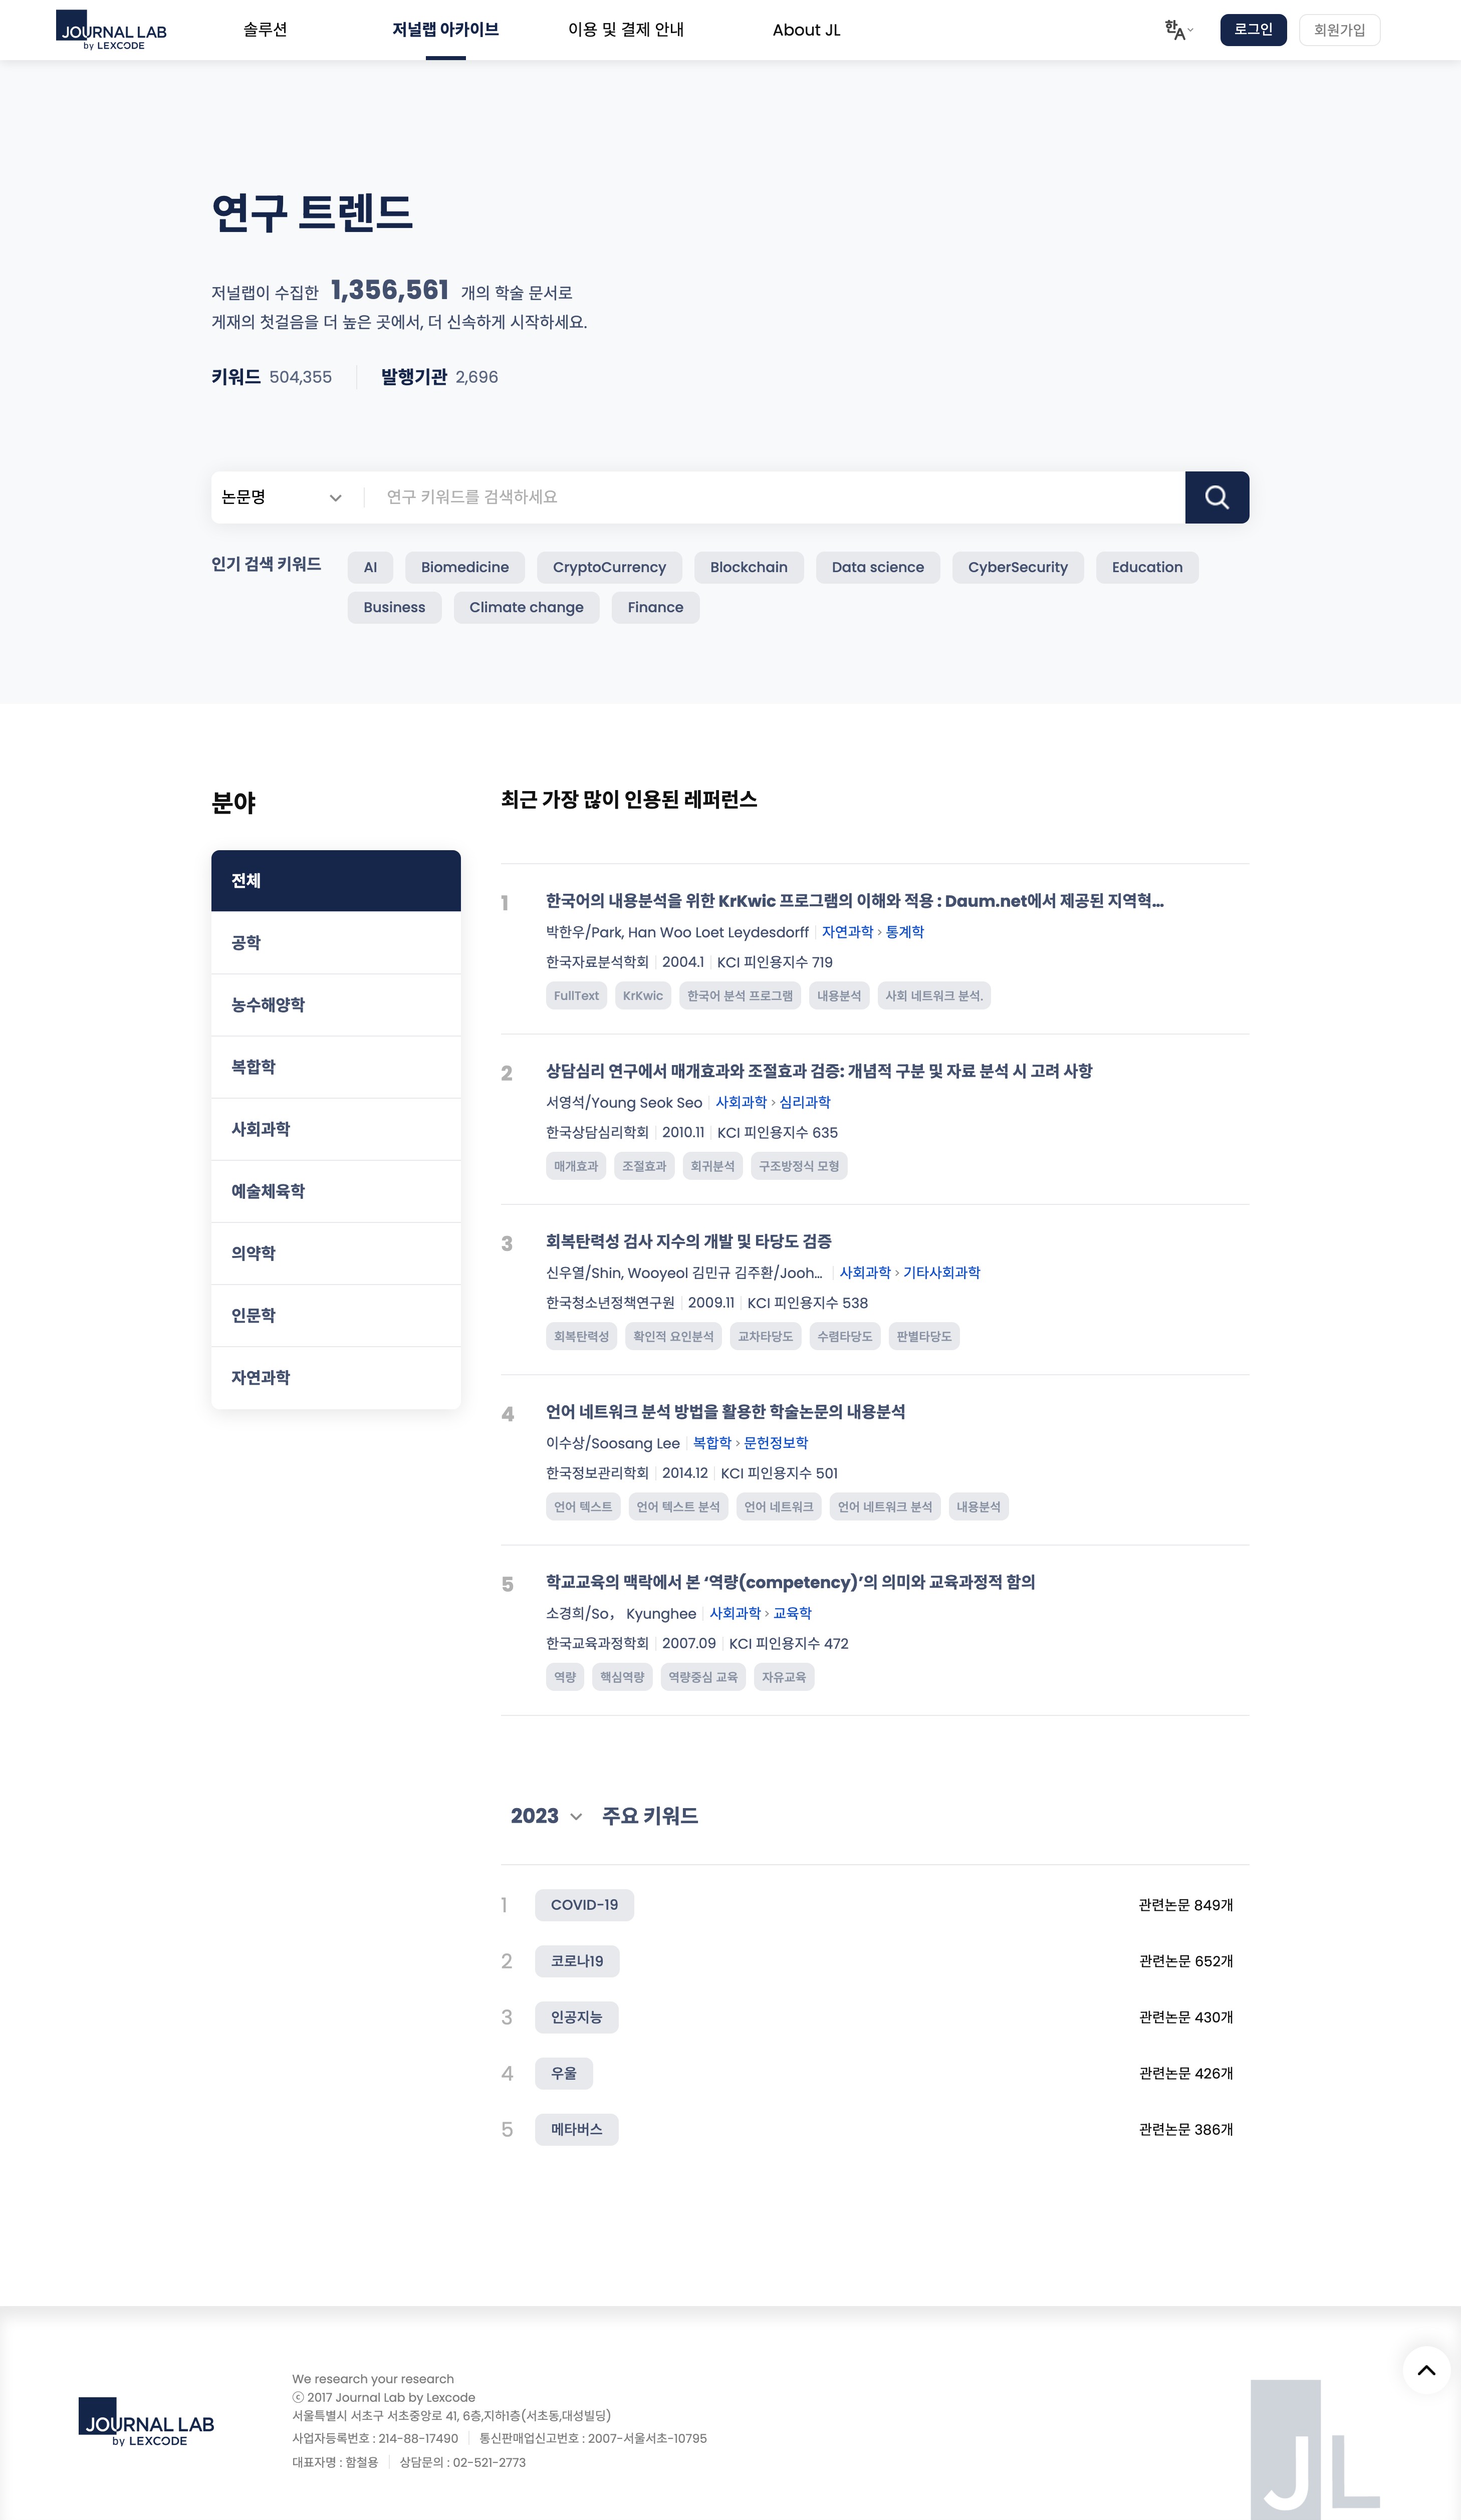 JOURNAL LAB
by LEXCODE
솔루션
저널랩 아카이브
이용 및 결제 안내
About JL
한A
로그인
회원가입
연구 트렌드
저널랩이 수집한 1,356,561 개의 학술 문서로
게재의 첫걸음을 더 높은 곳에서, 더 신속하게 시작하세요.
키워드 504,355 발행기관 2,696
논문명 연구 키워드를 검색하세요
인기 검색 키워드 AI Biomedicine CryptoCurrency Blockchain Data science CyberSecurity Education
Business Climate change Finance
분야
전체
공학
농수해양학
복합학
사회과학
예술체육학
의약학
인문학
자연과학
최근 가장 많이 인용된 레퍼런스
1 한국어의 내용분석을 위한 KrKwic 프로그램의 이해와 적용 : Daum.net에서 제공된 지역혁...
박한우/Park, Han Woo Loet Leydesdorff 자연과학 > 통계학
한국자료분석학회 2004.1 KCI 피인용지수 719
FullText KrKwic 한국어 분석 프로그램 내용분석 사회 네트워크 분석.
2 상담심리 연구에서 매개효과와 조절효과 검증: 개념적 구분 및 자료 분석 시 고려 사항
서영석/Young Seok Seo 사회과학 > 심리과학
한국상담심리학회 2010.11 KCI 피인용지수 635
매개효과 조절효과 회귀분석 구조방정식 모형
3 회복탄력성 검사 지수의 개발 및 타당도 검증
신우열/Shin, Wooyeol 김민규 김주환/Jooh... 사회과학 > 기타사회과학
한국청소년정책연구원 2009.11 KCI 피인용지수 538
회복탄력성 확인적 요인분석 교차타당도 수렴타당도 판별타당도
4 언어 네트워크 분석 방법을 활용한 학술논문의 내용분석
이수상/Soosang Lee 복합학 > 문헌정보학
한국정보관리학회 2014.12 KCI 피인용지수 501
언어 텍스트 언어 텍스트 분석 언어 네트워크 언어 네트워크 분석 내용분석
5 학교교육의 맥락에서 본 ‘역량(competency)’의 의미와 교육과정적 함의
소경희/So， Kyunghee 사회과학 > 교육학
한국교육과정학회 2007.09 KCI 피인용지수 472
역량 핵심역량 역량중심 교육 자유교육
2023 주요 키워드
1 COVID-19 관련논문 849개
2 코로나19 관련논문 652개
3 인공지능 관련논문 430개
4 우울 관련논문 426개
5 메타버스 관련논문 386개
JOURNAL LAB
by LEXCODE
We research your research
ⓒ 2017 Journal Lab by Lexcode
서울특별시 서초구 서초중앙로 41, 6층,지하1층(서초동,대성빌딩)
사업자등록번호 : 214-88-17490 통신판매업신고번호 : 2007-서울서초-10795
대표자명 : 함철용 상담문의 : 02-521-2773
JL